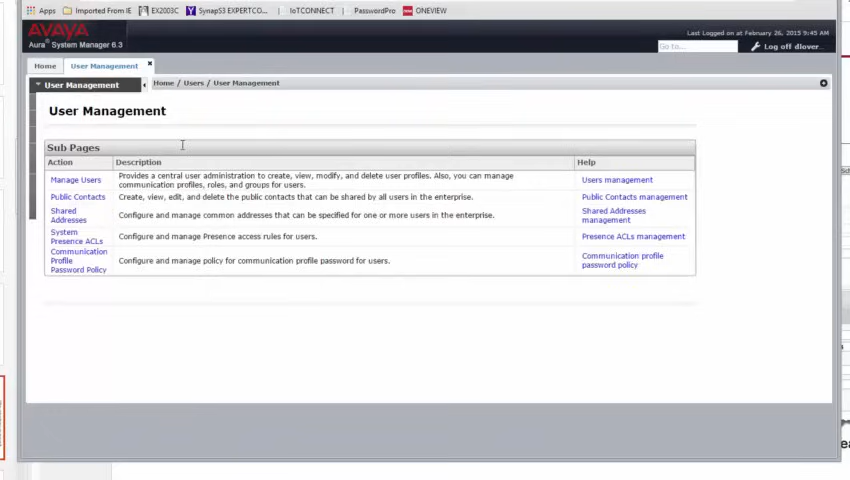 Apps Imported From IE EX2003C SynapS3 EXPERTCO... IoTCONNECT PasswordPro ONEVIEW
AVAYA
Aura® System Manager 6.3
Last Logged on at February 26, 2015 9:45 AM
Go to... Log off dlover...
Home User Management ×
User Management Home / Users / User Management
User Management
Sub Pages
Action Description Help
Manage Users Provides a central user administration to create, view, modify, and delete user profiles. Also, you can manage Users management
communication profiles, roles, and groups for users.
Public Contacts Create, view, edit, and delete the public contacts that can be shared by all users in the enterprise. Public Contacts management
Shared Configure and manage common addresses that can be specified for one or more users in the enterprise. Shared Addresses
Addresses management
System Configure and manage Presence access rules for users. Presence ACLs management
Presence ACLs
Communication Configure and manage policy for communication profile password for users. Communication profile
Profile password policy
Password Policy